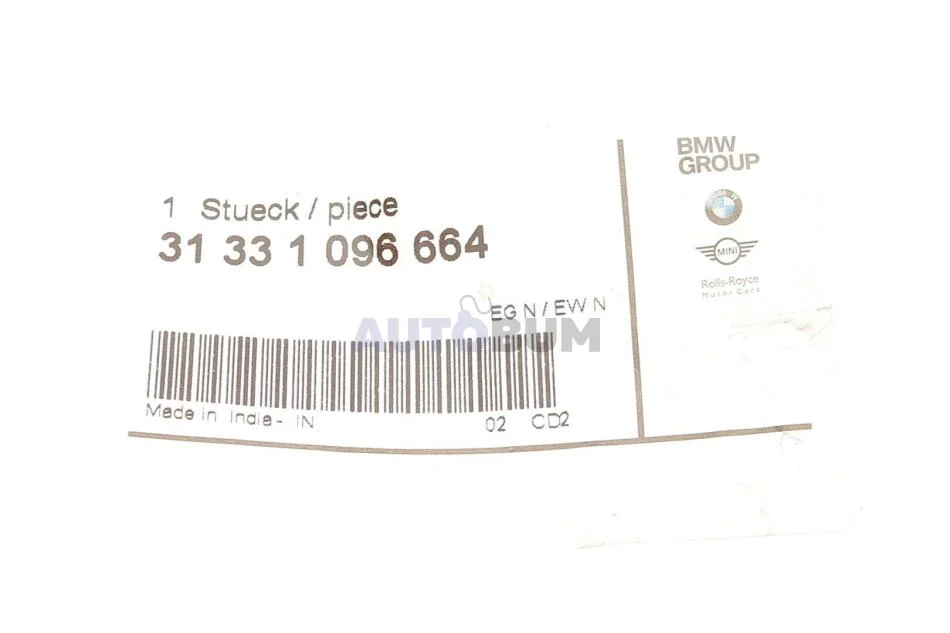 1 Stueck / piece
31 33 1 096 664
EG N / EW N
AUTOBUM
Made in India - IN
02 CD2
BMW
GROUP
MINI
Rolls-Royce
Motor Cars